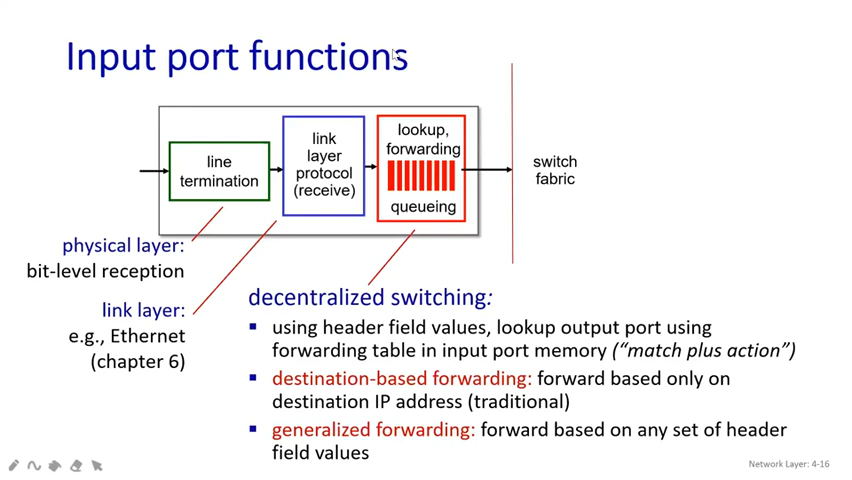 Input port functions
line
termination
link
layer
protocol
(receive)
lookup,
forwarding
queueing
switch
fabric
physical layer:
bit-level reception
link layer:
e.g., Ethernet
(chapter 6)
decentralized switching:
▪ using header field values, lookup output port using
forwarding table in input port memory (“match plus action”)
▪ destination-based forwarding: forward based only on
destination IP address (traditional)
▪ generalized forwarding: forward based on any set of header
field values
Network Layer: 4-16